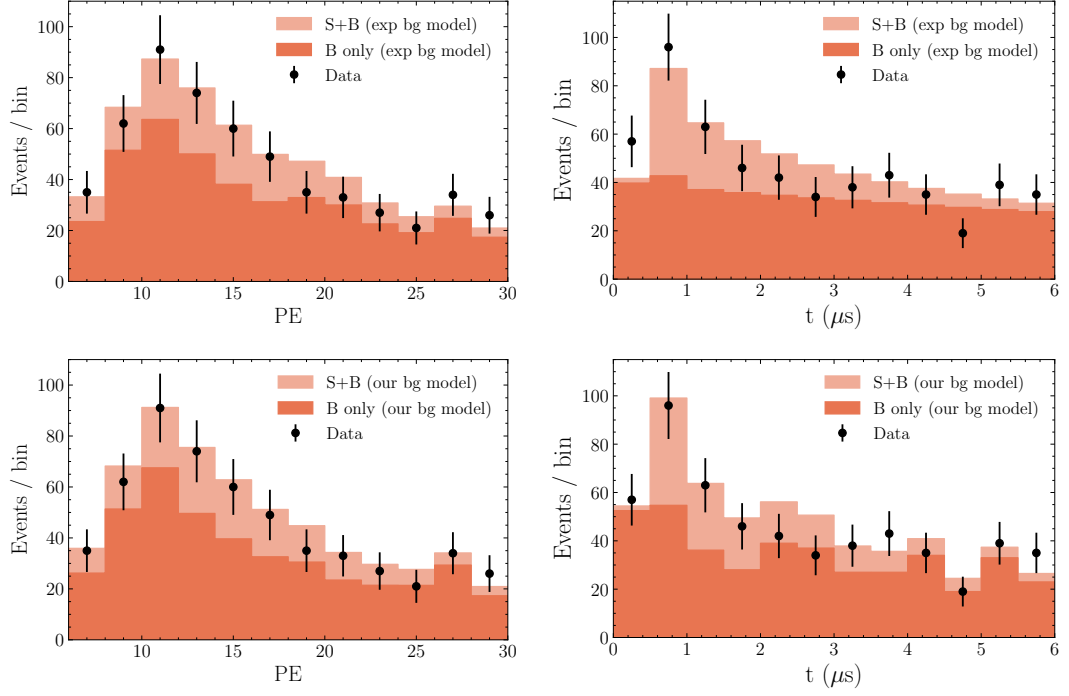 S+B (exp bg model)
B only (exp bg model)
Data
Events / bin
100
80
60
40
20
0
10
15
20
25
30
PE
S+B (exp bg model)
B only (exp bg model)
Data
Events / bin
100
80
60
40
20
0
0
1
2
3
4
5
6
t (μs)
S+B (our bg model)
B only (our bg model)
Data
Events / bin
100
80
60
40
20
0
10
15
20
25
30
PE
S+B (our bg model)
B only (our bg model)
Data
Events / bin
100
80
60
40
20
0
0
1
2
3
4
5
6
t (μs)